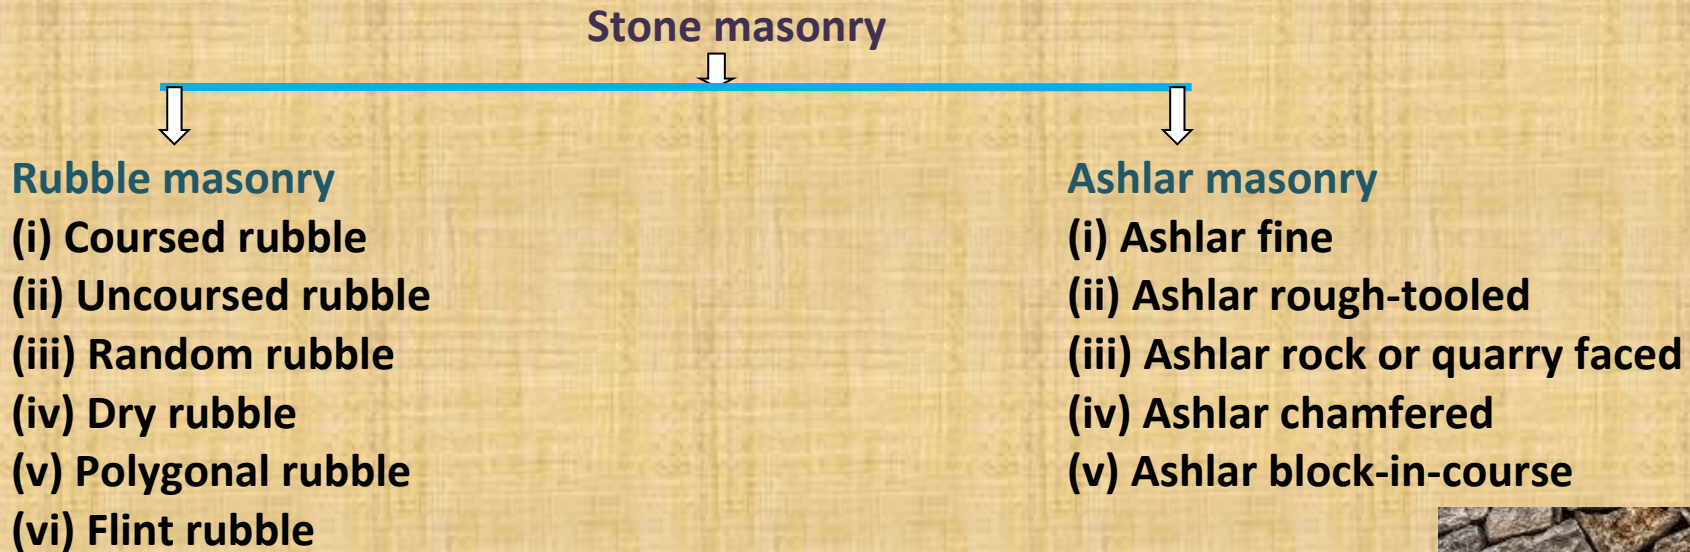 Stone masonry
Rubble masonry
(i) Coursed rubble
(ii) Uncoursed rubble
(iii) Random rubble
(iv) Dry rubble
(v) Polygonal rubble
(vi) Flint rubble
Ashlar masonry
(i) Ashlar fine
(ii) Ashlar rough-tooled
(iii) Ashlar rock or quarry faced
(iv) Ashlar chamfered
(v) Ashlar block-in-course